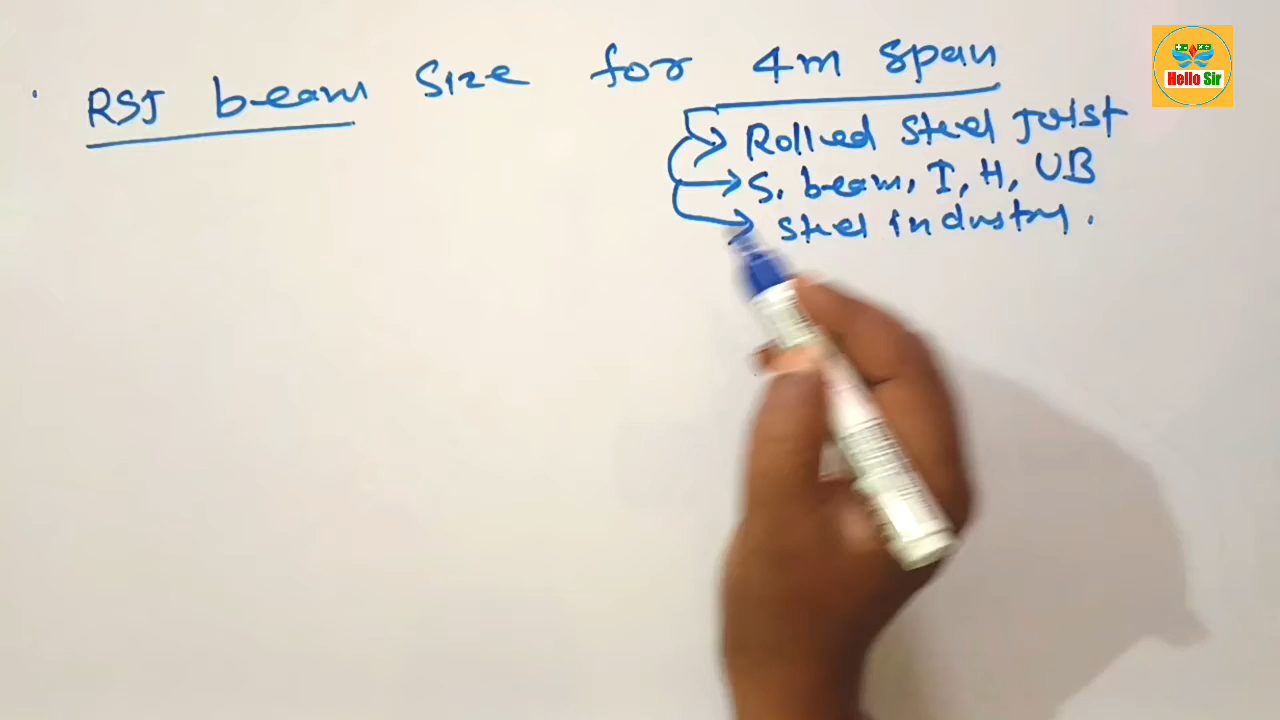 RSJ beam Size for 4m span
Rolled steel Joist
S. beam, I, H, UB
steel industry.
Hello Sir